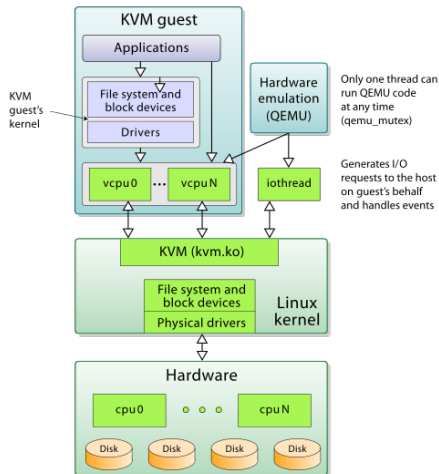 KVM guest
Applications
File system and
block devices
Drivers
KVM
guest's
kernel
vcpu0
...
vcpuN
Hardware
emulation
(QEMU)
Only one thread can
run QEMU code
at any time
(qemu_mutex)
iothread
Generates I/O
requests to the host
on guest's behalf
and handles events
KVM (kvm.ko)
File system and
block devices
Physical drivers
Linux
kernel
Hardware
cpu0
cpuN
Disk
Disk
Disk
Disk